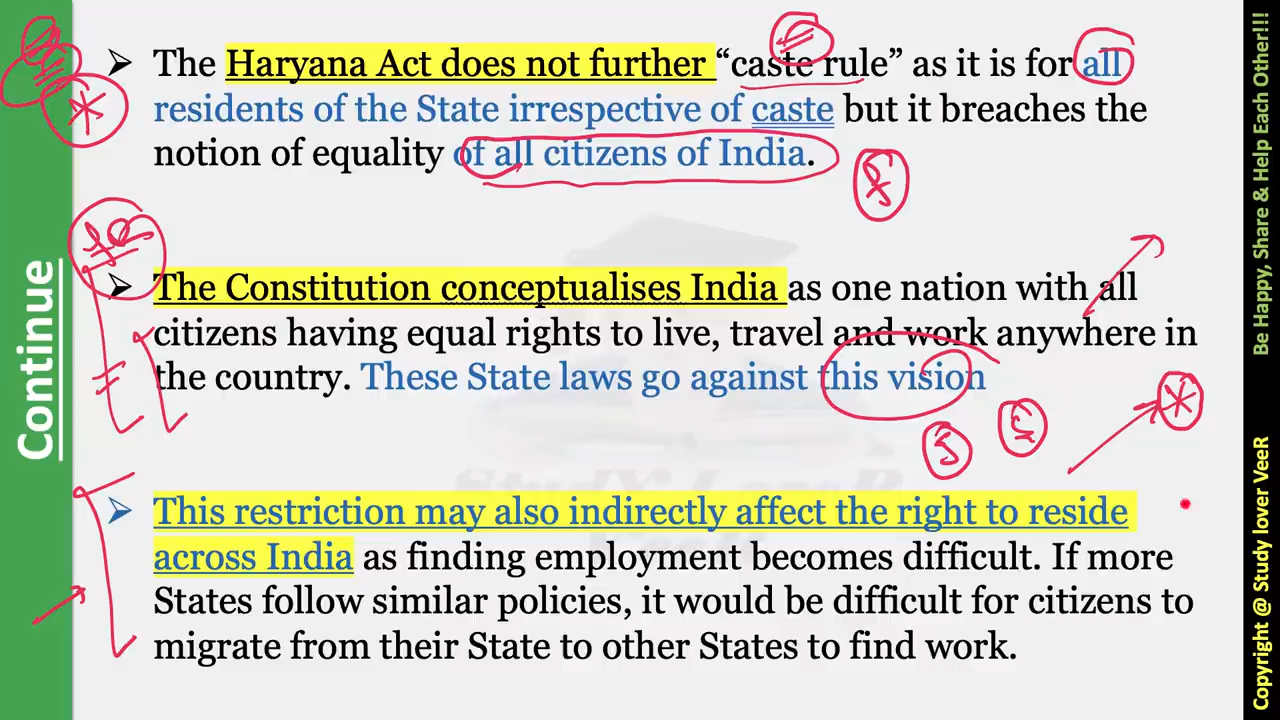 The Haryana Act does not further “caste rule” as it is for all
residents of the State irrespective of caste but it breaches the
notion of equality of all citizens of India.
The Constitution conceptualises India as one nation with all
citizens having equal rights to live, travel and work anywhere in
the country. These State laws go against this vision
This restriction may also indirectly affect the right to reside
across India as finding employment becomes difficult. If more
States follow similar policies, it would be difficult for citizens to
migrate from their State to other States to find work.
Continue
Be Happy, Share & Help Each Other!!!
Copyright @ Study lover VeeR